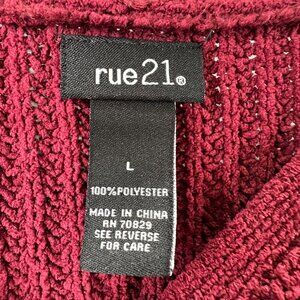 rue21®
L
100%POLYESTER
MADE IN CHINA
RN 70829
SEE REVERSE
FOR CARE